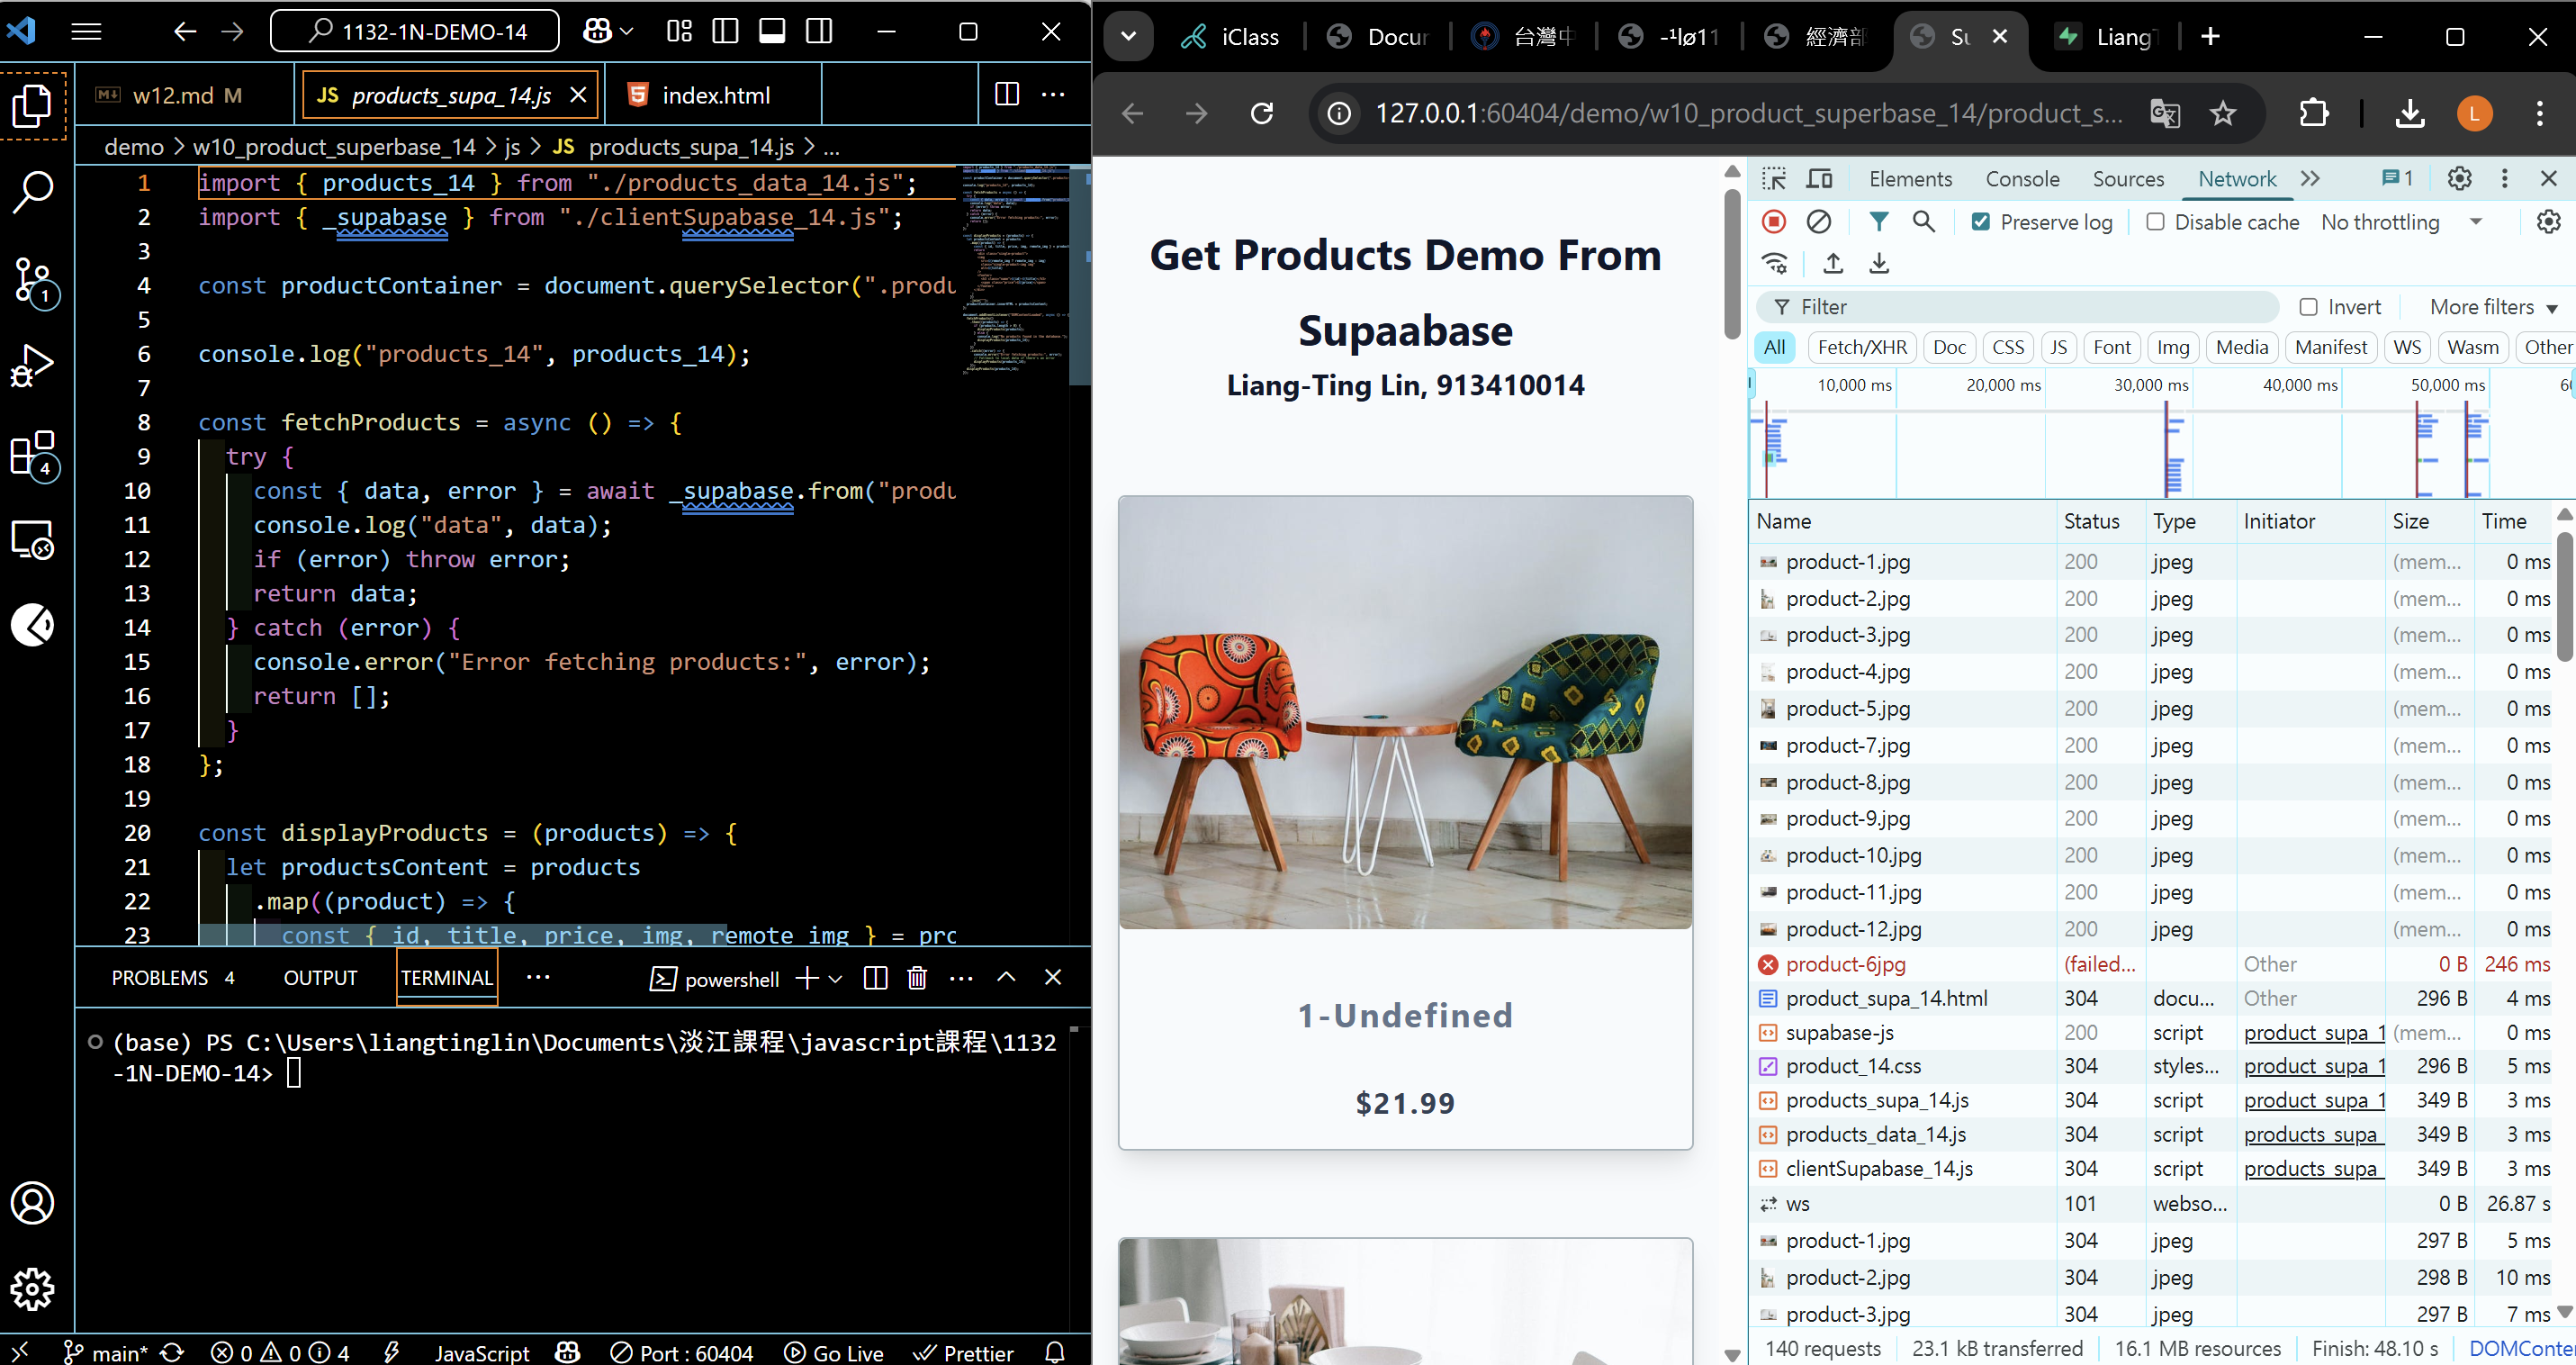 1132-1N-DEMO-14
w12.md M
JS products_supa_14.js
index.html
demo > w10_product_superbase_14 > js > JS products_supa_14.js > ...
1 import { products_14 } from "./products_data_14.js";
2 import { _supabase } from "./clientSupabase_14.js";
3
4 const productContainer = document.querySelector(".produ
5
6 console.log("products_14", products_14);
7
8 const fetchProducts = async () => {
9 try {
10 const { data, error } = await _supabase.from("produ
11 console.log("data", data);
12 if (error) throw error;
13 return data;
14 } catch (error) {
15 console.error("Error fetching products:", error);
16 return [];
17 }
18 };
19
20 const displayProducts = (products) => {
21 let productsContent = products
22 .map((product) => {
23 const { id, title, price, img, remote_img } = pro
PROBLEMS 4 OUTPUT TERMINAL ... powershell
(base) PS C:\Users\liangtinglin\Documents\淡江課程\javascript課程\1132
-1N-DEMO-14>
main* 0 0 4 JavaScript Port : 60404 Go Live Prettier
iClass
Docur
台灣中
-¹lø11
經濟部
Su
LiangT
127.0.0.1:60404/demo/w10_product_superbase_14/product_s...
L
Get Products Demo From
Supaabase
Liang-Ting Lin, 913410014
1-Undefined
$21.99
Elements Console Sources Network 1
Preserve log Disable cache No throttling
Filter Invert More filters
All Fetch/XHR Doc CSS JS Font Img Media Manifest WS Wasm Other
10,000 ms 20,000 ms 30,000 ms 40,000 ms 50,000 ms 6
Name Status Type Initiator Size Time
product-1.jpg 200 jpeg (mem... 0 ms
product-2.jpg 200 jpeg (mem... 0 ms
product-3.jpg 200 jpeg (mem... 0 ms
product-4.jpg 200 jpeg (mem... 0 ms
product-5.jpg 200 jpeg (mem... 0 ms
product-7.jpg 200 jpeg (mem... 0 ms
product-8.jpg 200 jpeg (mem... 0 ms
product-9.jpg 200 jpeg (mem... 0 ms
product-10.jpg 200 jpeg (mem... 0 ms
product-11.jpg 200 jpeg (mem... 0 ms
product-12.jpg 200 jpeg (mem... 0 ms
product-6jpg (failed... Other 0 B 246 ms
product_supa_14.html 304 docu... Other 296 B 4 ms
supabase-js 200 script product_supa_1 (mem... 0 ms
product_14.css 304 styles... product_supa_1 296 B 5 ms
products_supa_14.js 304 script product_supa_1 349 B 3 ms
products_data_14.js 304 script products_supa_ 349 B 3 ms
clientSupabase_14.js 304 script products_supa_ 349 B 3 ms
ws 101 webso... 0 B 26.87 s
product-1.jpg 304 jpeg 297 B 5 ms
product-2.jpg 304 jpeg 298 B 10 ms
product-3.jpg 304 jpeg 297 B 7 ms
140 requests 23.1 kB transferred 16.1 MB resources Finish: 48.10 s DOMConte